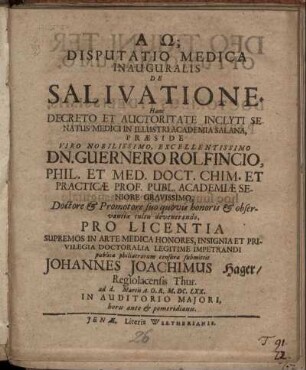 Α Ω;
DISPUTATIO MEDICA
INAUGURALIS
DE
SALIVATIONE.
Quam
DECRETO ET AUCTORITATE INCLYTI SE-
NATUS MEDICI IN ILLUSTRI ACADEMIA SALANA,
PRÆSIDE
VIRO NOBILISSIMO, EXCELLENTISSIMO
DN. GUERNERO ROLFINCIO,
PHIL. ET MED. DOCT. CHIM. ET
PRACTICÆ PROF. PUBL. ACADEMIÆ SE-
NIORE GRAVISSIMO,
Doctore & Promotore suo quovis honoris & obser-
vantiæ cultu devenerando,
PRO LICENTIA
SUPREMOS IN ARTE MEDICA HONORES, INSIGNIA ET PRI-
VILEGIA DOCTORALIA LEGITIME IMPETRANDI
publicæ philiatrorum censuræ submittit
JOHANNES JOACHIMUS Hager/
Regiolacensis Thur.
ad d. Martii A. O. R. M. DC. LXX.
IN AUDITORIO MAJORI,
horis ante & pomeridianis.
JENÆ, Literis WERTHERIANIS.
26